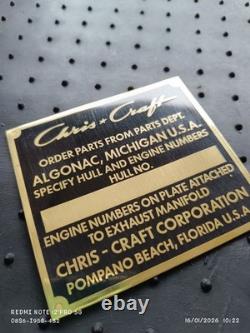 Chris ★ Craft
ORDER PARTS FROM PARTS DEPT.
ALGONAC, MICHIGAN U.S.A.
SPECIFY HULL AND ENGINE NUMBERS
HULL NO.
ENGINE NUMBERS ON PLATE ATTACHED
TO EXHAUST MANIFOLD
CHRIS - CRAFT CORPORATION
POMPANO BEACH, FLORIDA U.S.A
REDMI NOTE 12 PRO 5G
16/01/2026 10:22